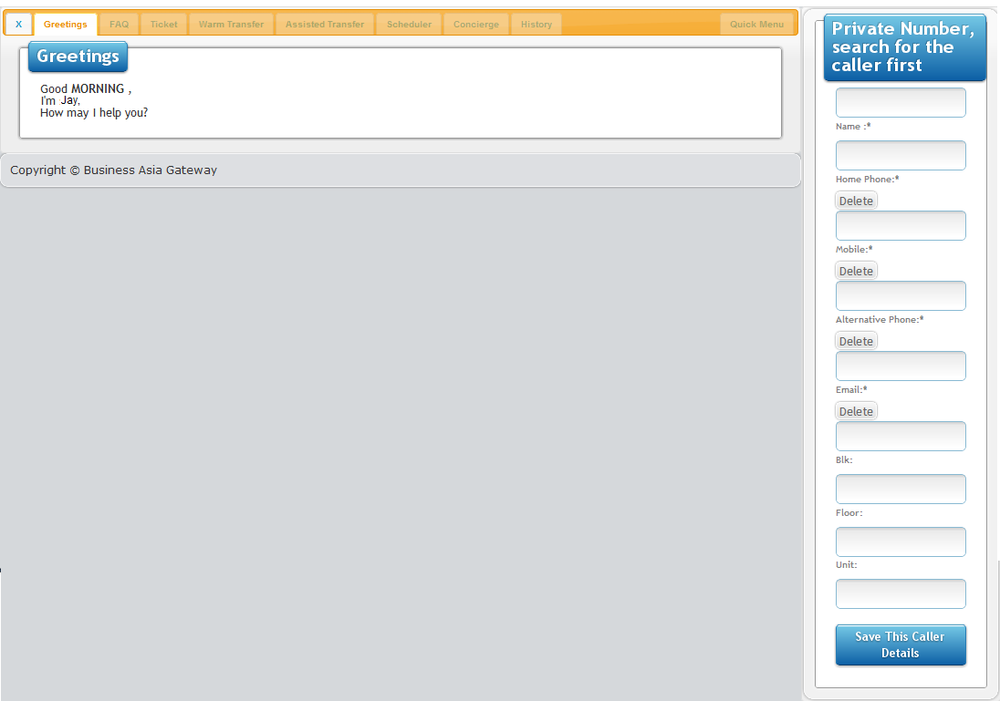 X Greetings FAQ Ticket Warm Transfer Assisted Transfer Scheduler Concierge History Quick Menu
Greetings
Good MORNING ,
I'm Jay,
How may I help you?
Copyright © Business Asia Gateway
Private Number,
search for the
caller first
Name :*
Home Phone:*
Delete
Mobile:*
Delete
Alternative Phone:*
Delete
Email:*
Delete
Blk:
Floor:
Unit:
Save This Caller
Details